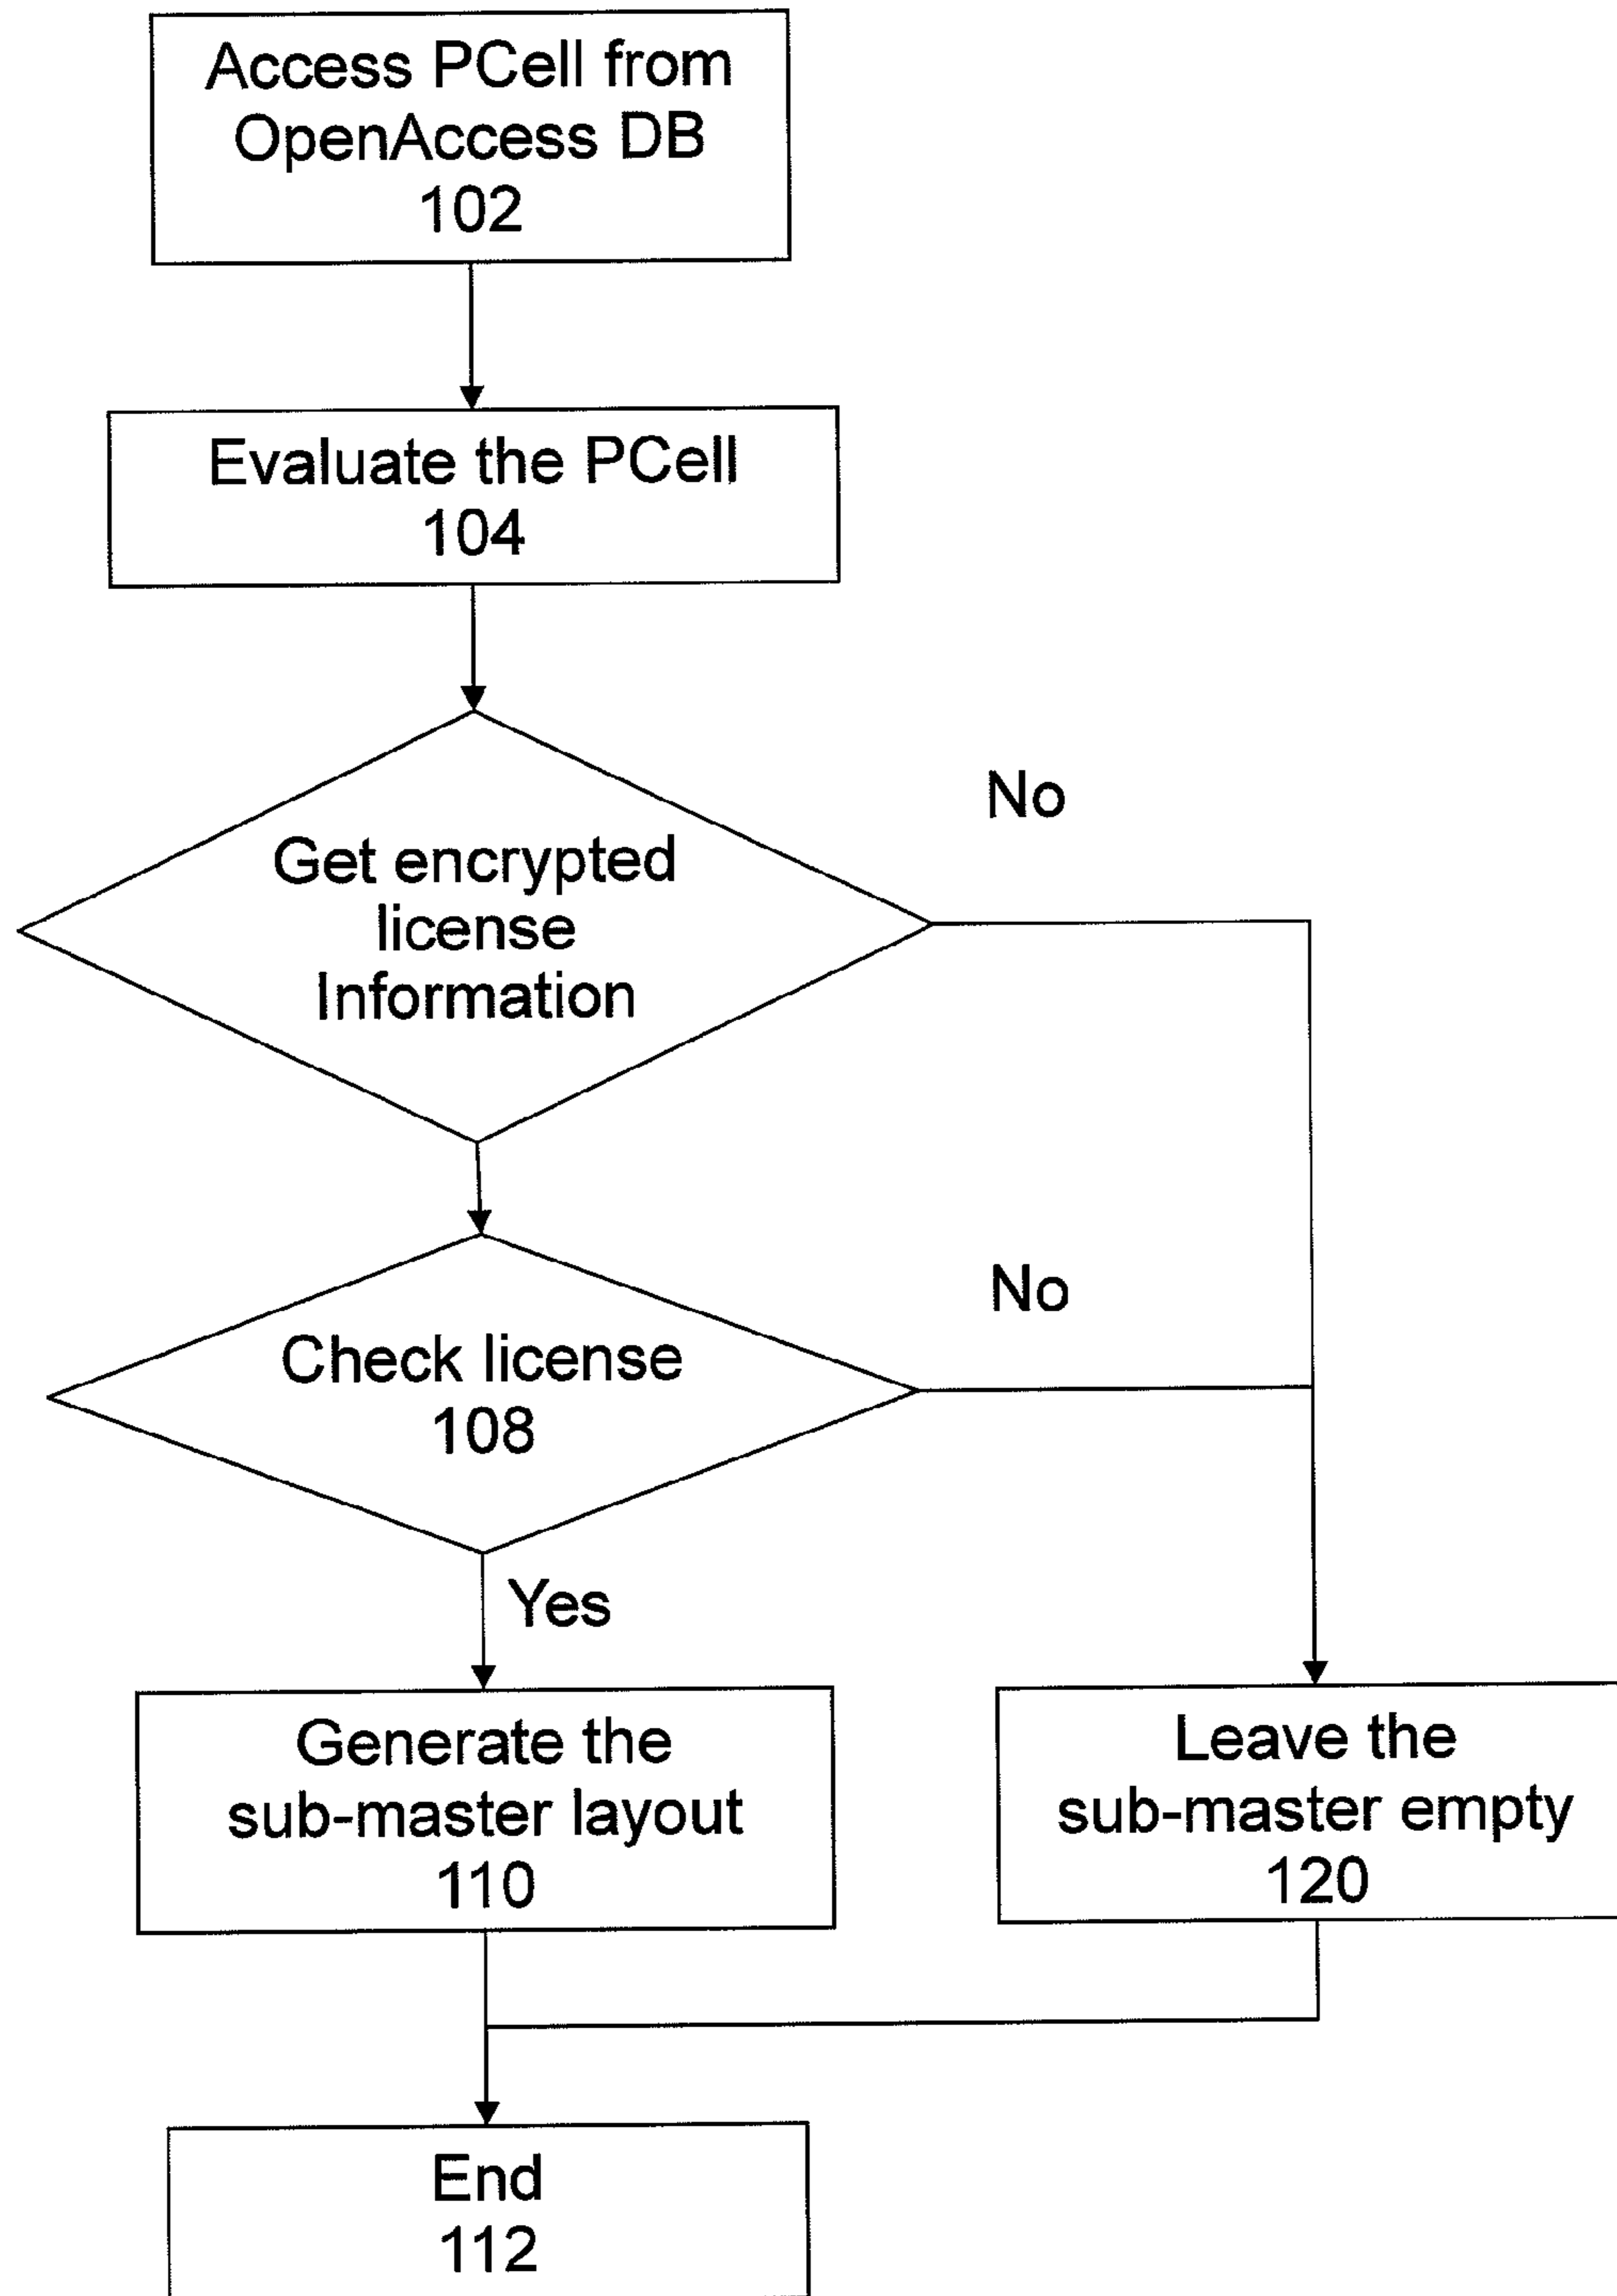 Access PCell from
OpenAccess DB
102
Evaluate the PCell
104
No
Get encrypted
license
Information
No
Check license
108
Yes
Generate the
sub-master layout
110
Leave the
sub-master empty
120
End
112